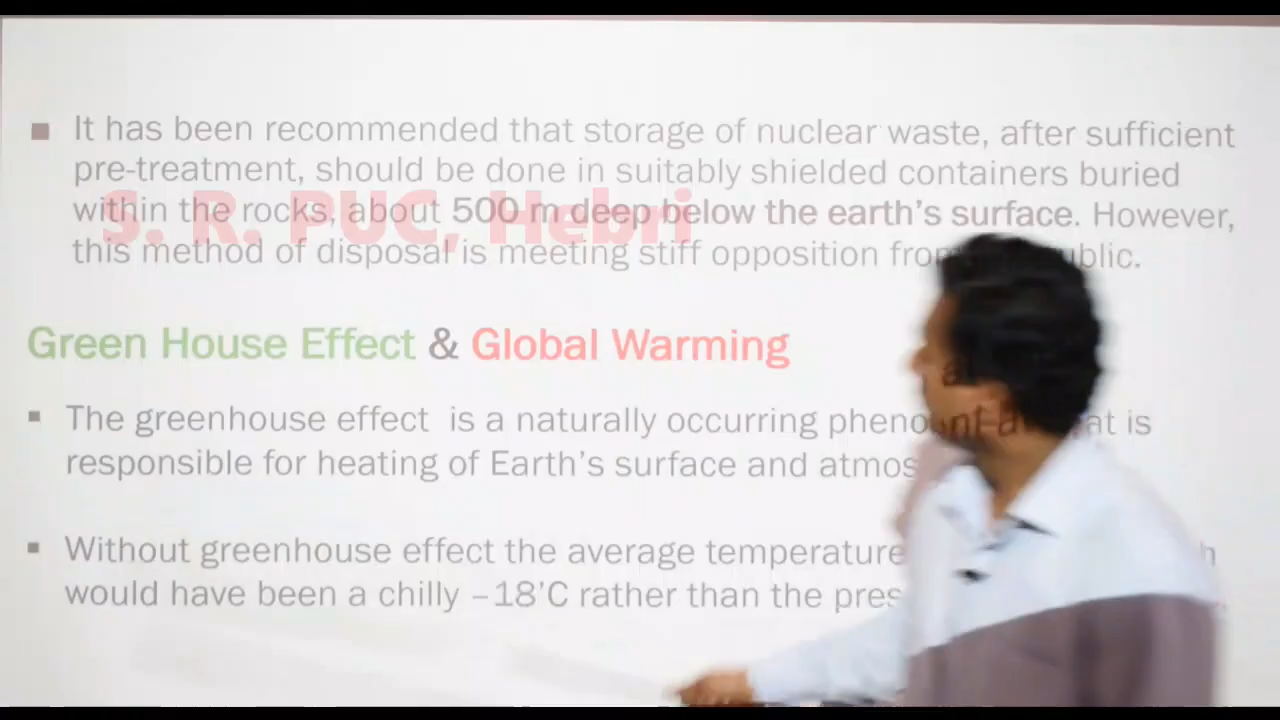 It has been recommended that storage of nuclear waste, after sufficient
pre-treatment, should be done in suitably shielded containers buried
within the rocks, about 500 m deep below the earth's surface. However,
this method of disposal is meeting stiff opposition from public.
S. R. PUC, Hebri
Green House Effect & Global Warming
The greenhouse effect is a naturally occurring that is
responsible for heating of Earth's surface and
Without greenhouse effect the average temperature
would have been a chilly –18'C rather than the